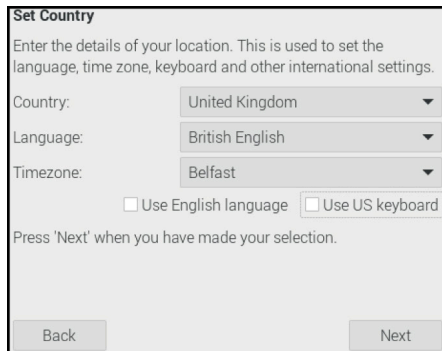 Set Country
Enter the details of your location. This is used to set the
language, time zone, keyboard and other international settings.
Country: United Kingdom
Language: British English
Timezone: Belfast
Use English language Use US keyboard
Press 'Next' when you have made your selection.
Back Next